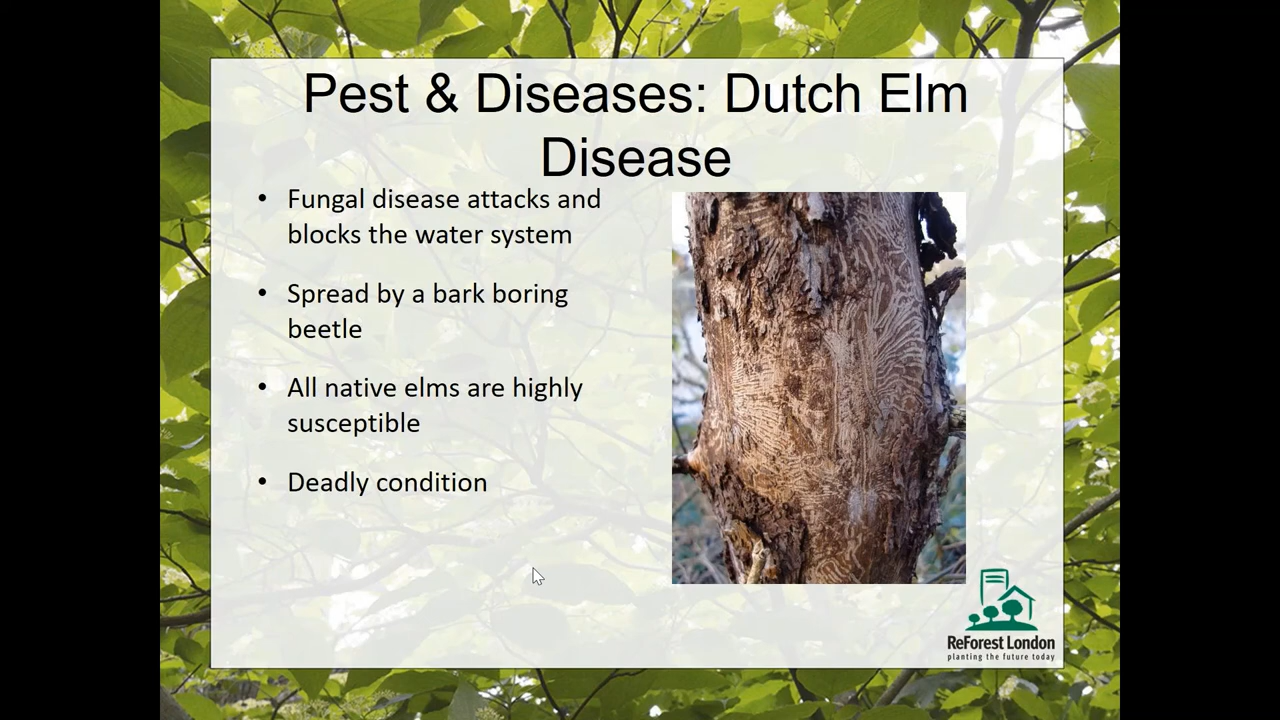 Pest & Diseases: Dutch Elm
Disease
• Fungal disease attacks and
blocks the water system
• Spread by a bark boring
beetle
• All native elms are highly
susceptible
• Deadly condition
ReForest London
planting the future today